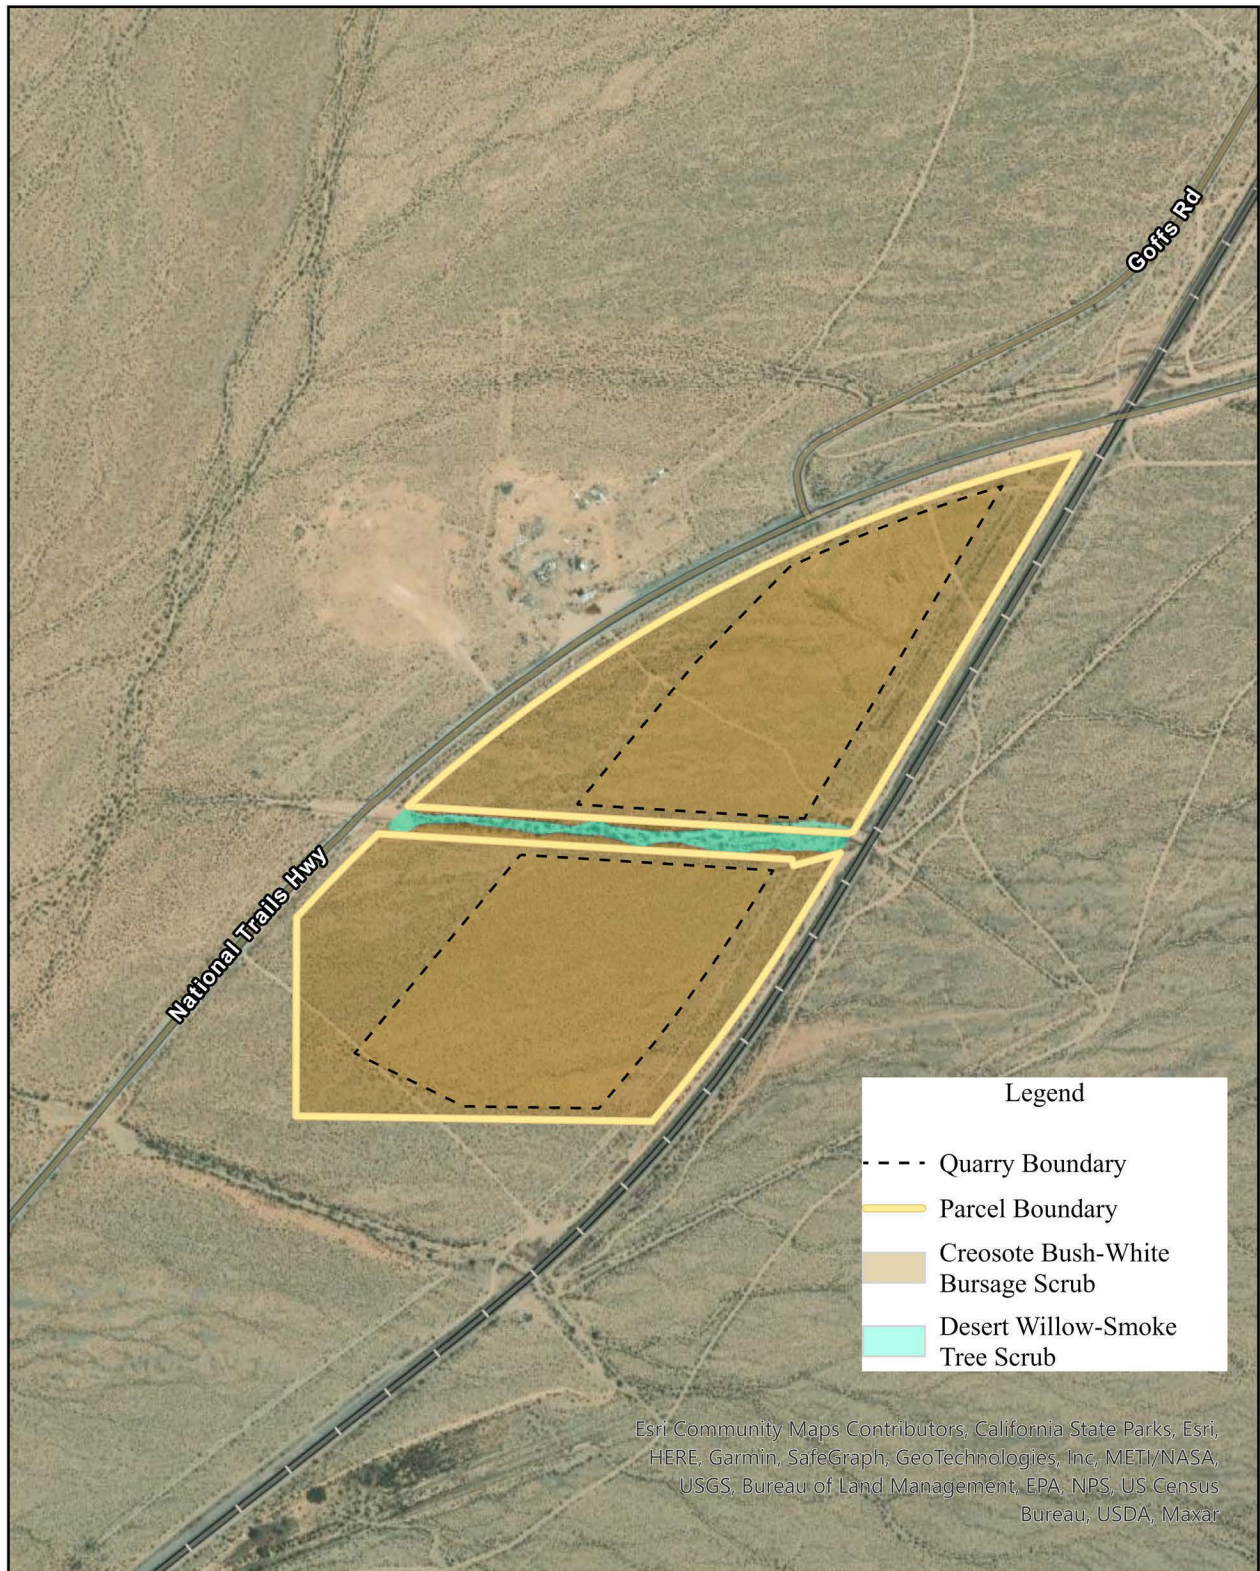 Goffs Rd
National Trails Hwy
Legend
Quarry Boundary
Parcel Boundary
Creosote Bush-White
Bursage Scrub
Desert Willow-Smoke
Tree Scrub
Esri Community Maps Contributors, California State Parks, Esri,
HERE, Garmin, SafeGraph, GeoTechnologies, Inc, METI/NASA,
USGS, Bureau of Land Management, EPA, NPS, US Census
Bureau, USDA, Maxar